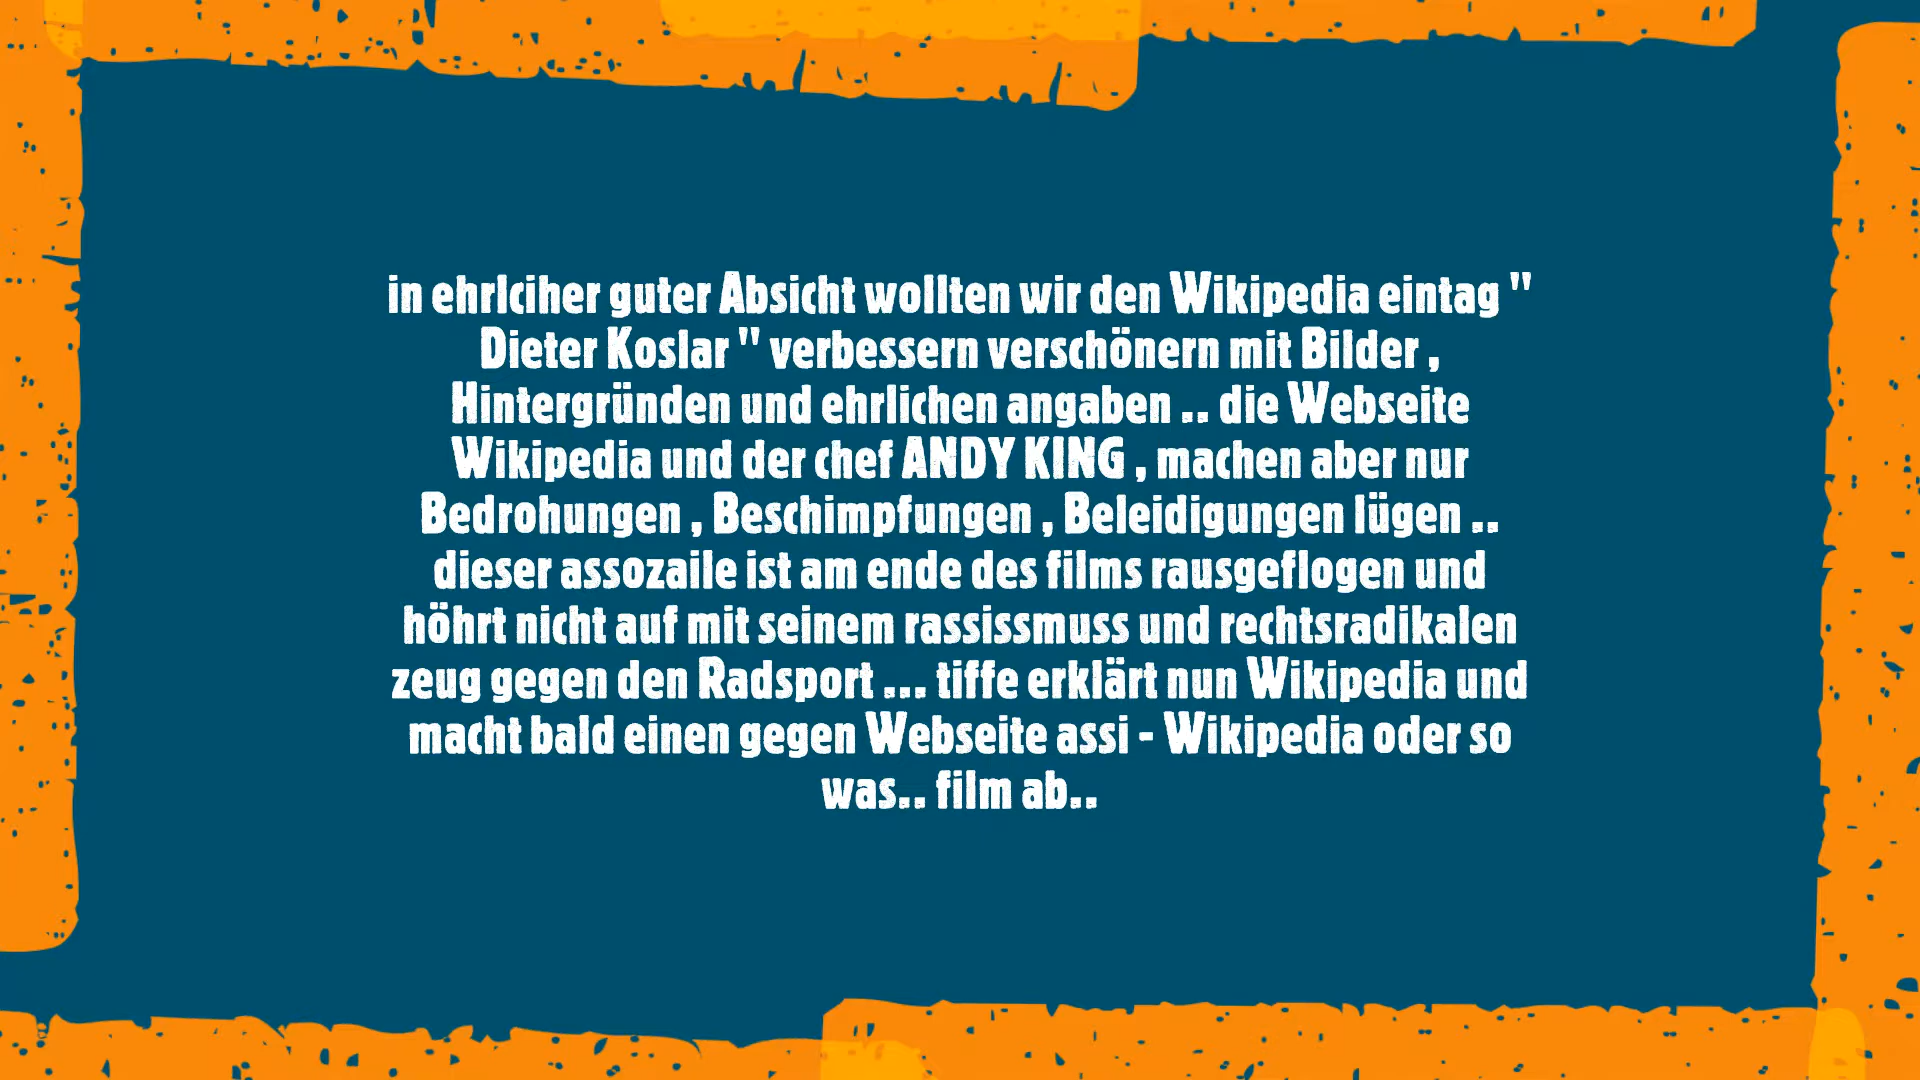 in ehrlciher guter Absicht wollten wir den Wikipedia eintag "
Dieter Koslar " verbessern verschönern mit Bilder ,
Hintergründen und ehrlichen angaben .. die Webseite
Wikipedia und der chef ANDY KING , machen aber nur
Bedrohungen , Beschimpfungen , Beleidigungen lügen ..
dieser assozaile ist am ende des films rausgeflogen und
höhrt nicht auf mit seinem rassissmuss und rechtsradikalen
zeug gegen den Radsport ... tiffe erklärt nun Wikipedia und
macht bald einen gegen Webseite assi - Wikipedia oder so
was.. film ab..